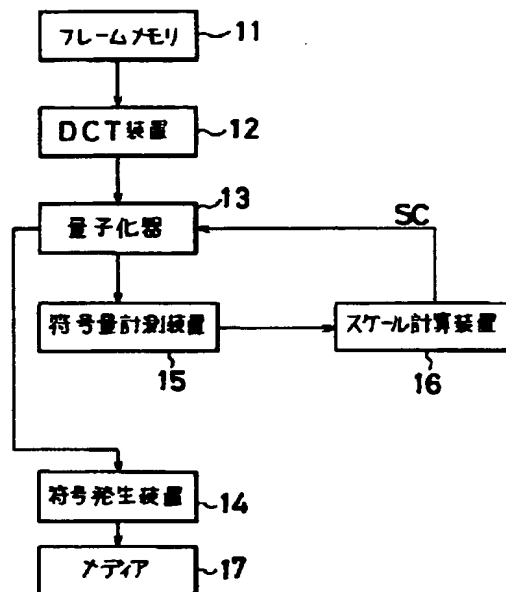 フレームメモリ 11
DCT装置 12
量子化器 13
SC
符号量計測装置 15
スケール計算装置 16
符号発生装置 14
メディア 17